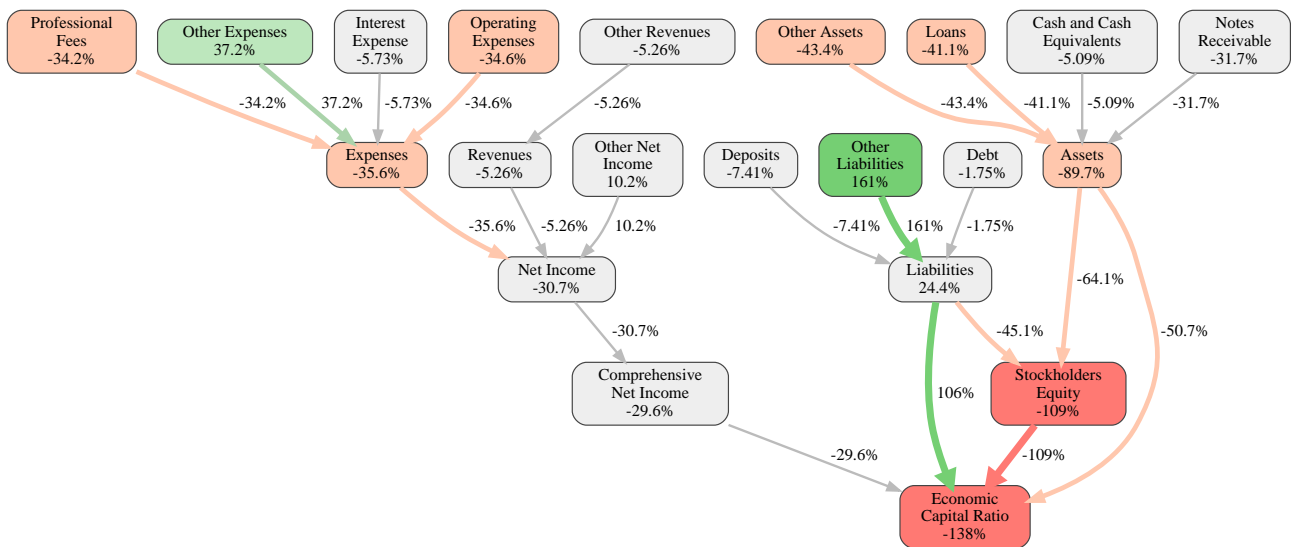 Professional
Fees
-34.2%
Other Expenses
37.2%
Interest
Expense
-5.73%
Operating
Expenses
-34.6%
Other Revenues
-5.26%
Other Assets
-43.4%
Loans
-41.1%
Cash and Cash
Equivalents
-5.09%
Notes
Receivable
-31.7%
-34.2%
37.2%
-5.73%
-34.6%
-5.26%
-43.4%
-41.1%
-5.09%
-31.7%
Expenses
-35.6%
Revenues
-5.26%
Other Net
Income
10.2%
Deposits
-7.41%
Other
Liabilities
161%
Debt
-1.75%
Assets
-89.7%
-35.6%
-5.26%
10.2%
-7.41%
161%
-1.75%
Net Income
-30.7%
Liabilities
24.4%
-64.1%
-30.7%
-45.1%
-50.7%
Comprehensive
Net Income
-29.6%
106%
Stockholders
Equity
-109%
-29.6%
-109%
Economic
Capital Ratio
-138%